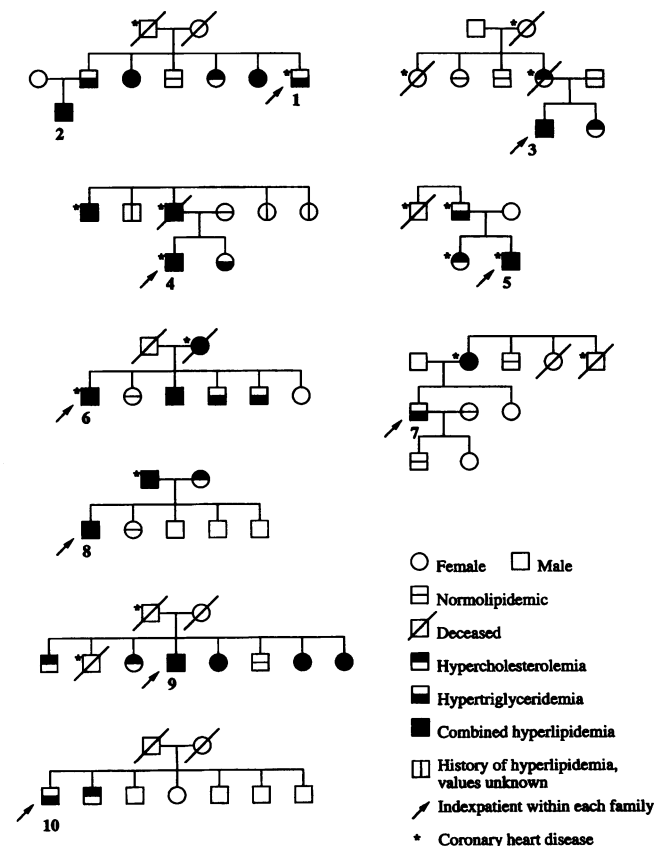 1
2
3
4
5
6
7
8
9
10
Female
Male
Normolipidemic
Deceased
Hypercholesterolemia
Hypertriglyceridemia
Combined hyperlipidemia
History of hyperlipidemia,
values unknown
Indexpatient within each family
* Coronary heart disease